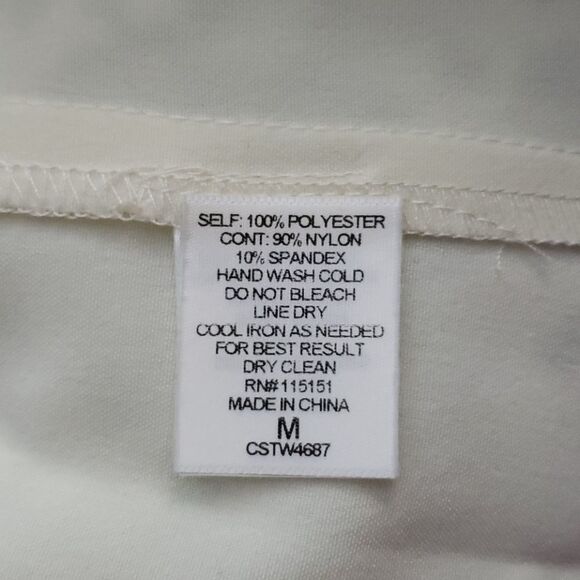 SELF: 100% POLYESTER
CONT: 90% NYLON
10% SPANDEX
HAND WASH COLD
DO NOT BLEACH
LINE DRY
COOL IRON AS NEEDED
FOR BEST RESULT
DRY CLEAN
RN# 115151
MADE IN CHINA
M
CSTW4687